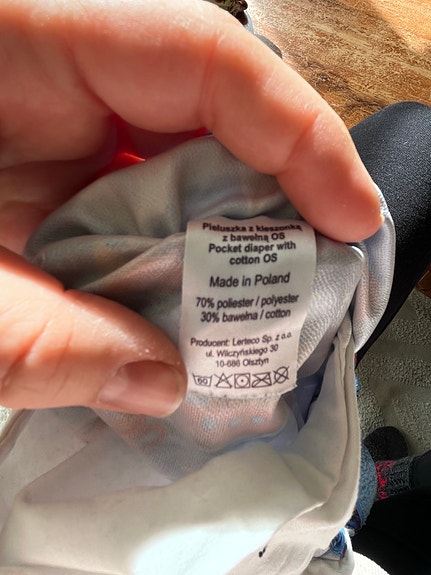 Pieluszka z kieszonką
z bawełną OS
Pocket diaper with
cotton OS
Made in Poland
70% poliester / polyester
30% bawełna / cotton
Producent: Lerteco Sp. z o.o.
ul. Wilczyńskiego 30
10-686 Olsztyn
60